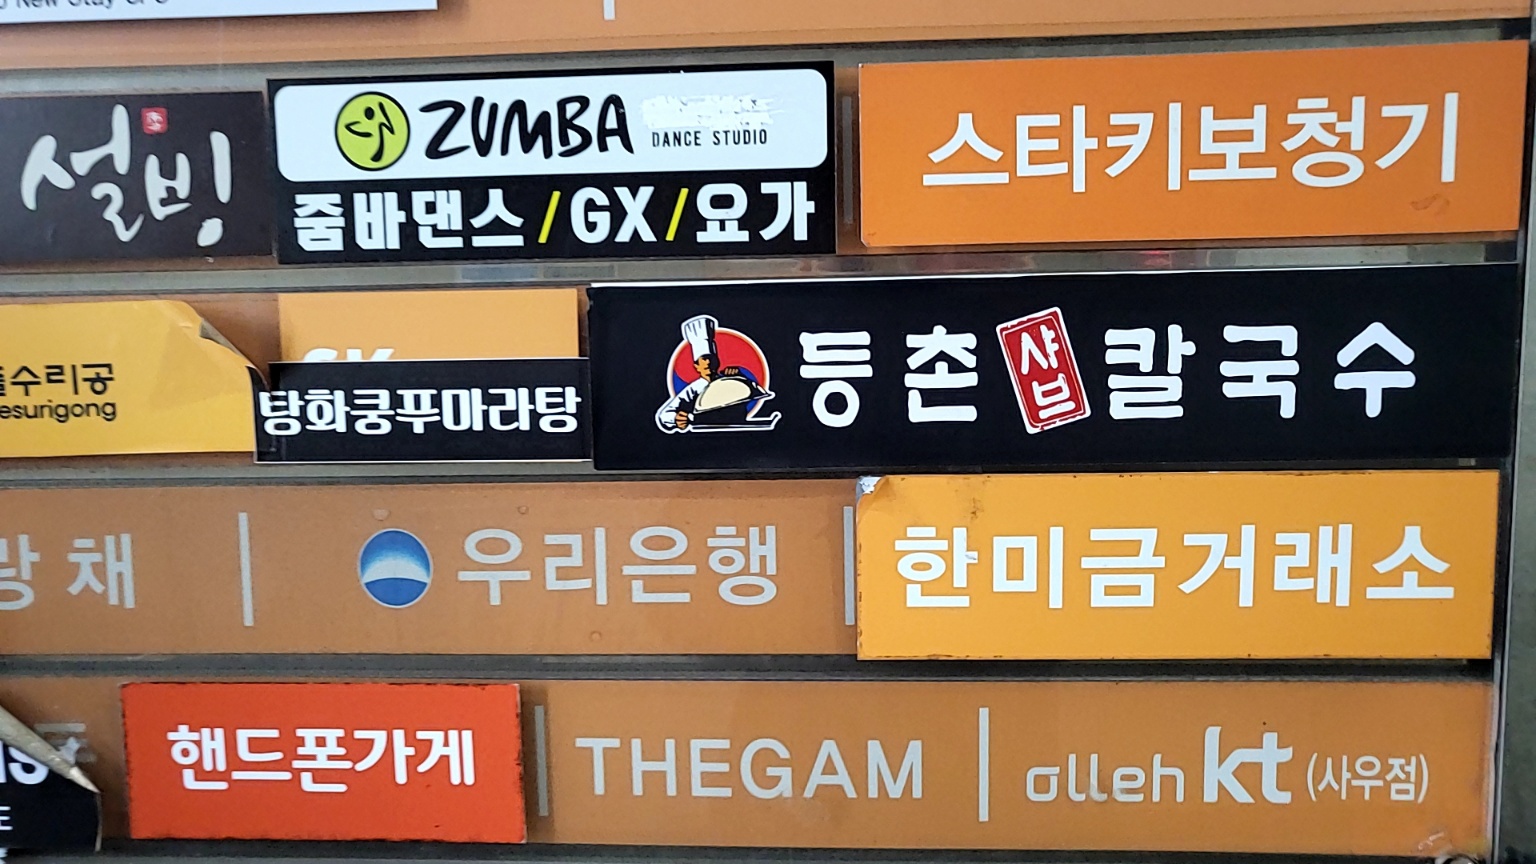 설빙
ZUMBA
DANCE STUDIO
줌바댄스/GX/요가
스타키보청기
수리공
esurigong
탕화쿵푸마라탕
등촌샤브칼국수
랑채
우리은행
한미금거래소
핸드폰가게
THEGAM
olleh kt (사우점)